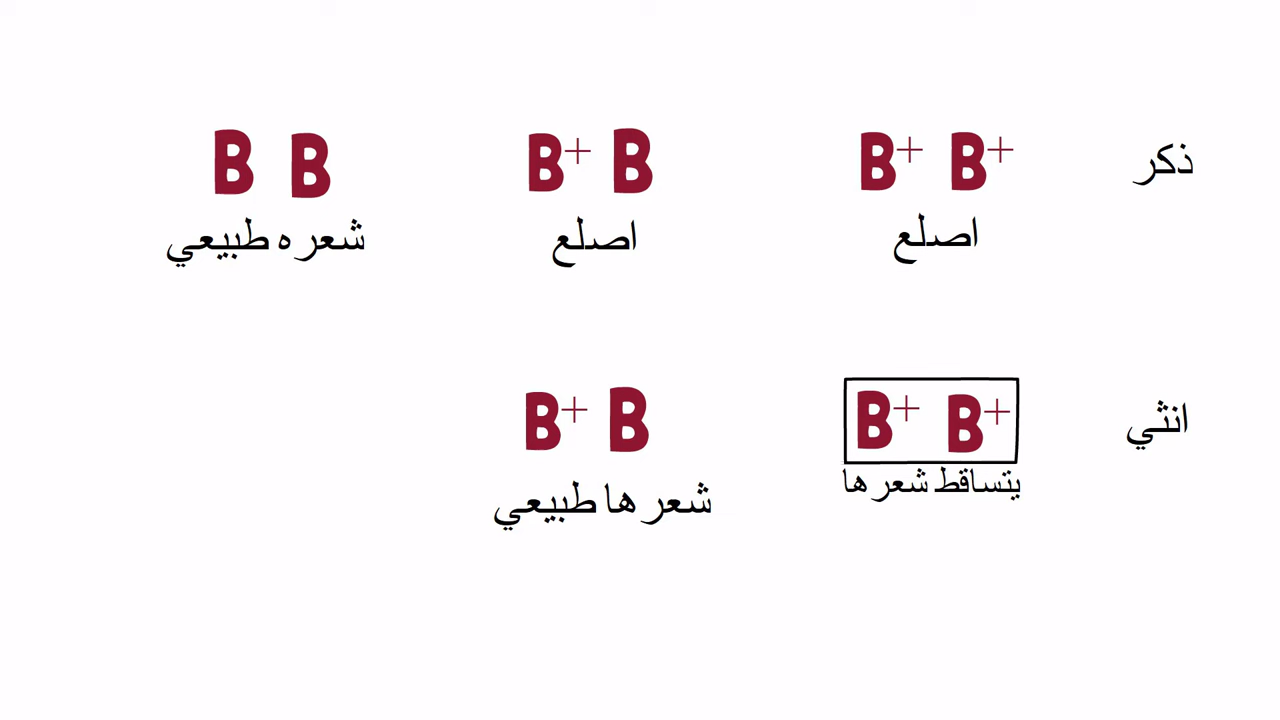 ذكر
B+ B+
B+ B
B B
اصلع
اصلع
شعره طبيعي
انثي
B+ B+
B+ B
يتساقط شعرها
شعرها طبيعي